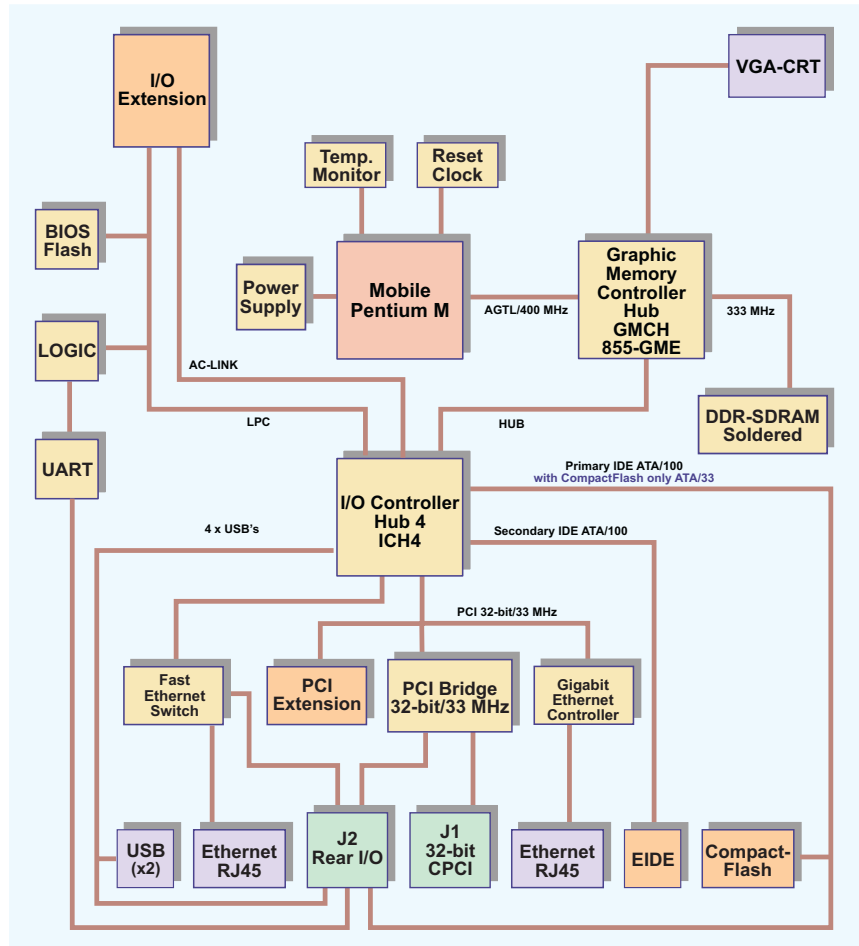 I/O
Extension
VGA-CRT
Temp.
Monitor
Reset
Clock
BIOS
Flash
Power
Supply
Mobile
Pentium M
AGTL/400 MHz
Graphic
Memory
Controller
Hub
GMCH
855-GME
333 MHz
LOGIC
AC-LINK
LPC
HUB
DDR-SDRAM
Soldered
UART
Primary IDE ATA/100
with CompactFlash only ATA/33
I/O Controller
Hub 4
ICH4
4 x USB's
Secondary IDE ATA/100
PCI 32-bit/33 MHz
Fast
Ethernet
Switch
PCI
Extension
PCI Bridge
32-bit/33 MHz
Gigabit
Ethernet
Controller
USB
(x2)
Ethernet
RJ45
J2
Rear I/O
J1
32-bit
CPCI
Ethernet
RJ45
EIDE
Compact-
Flash